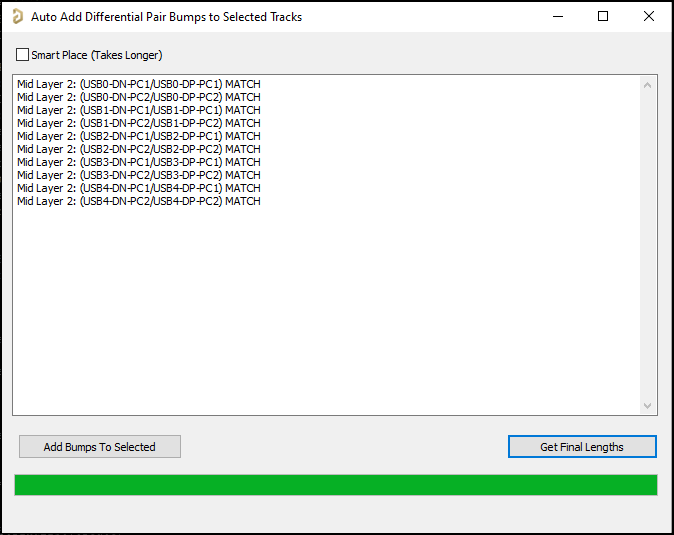 Auto Add Differential Pair Bumps to Selected Tracks
Smart Place (Takes Longer)
Mid Layer 2: (USB0-DN-PC1/USB0-DP-PC1) MATCH
Mid Layer 2: (USB0-DN-PC2/USB0-DP-PC2) MATCH
Mid Layer 2: (USB1-DN-PC1/USB1-DP-PC1) MATCH
Mid Layer 2: (USB1-DN-PC2/USB1-DP-PC2) MATCH
Mid Layer 2: (USB2-DN-PC1/USB2-DP-PC1) MATCH
Mid Layer 2: (USB2-DN-PC2/USB2-DP-PC2) MATCH
Mid Layer 2: (USB3-DN-PC1/USB3-DP-PC1) MATCH
Mid Layer 2: (USB3-DN-PC2/USB3-DP-PC2) MATCH
Mid Layer 2: (USB4-DN-PC1/USB4-DP-PC1) MATCH
Mid Layer 2: (USB4-DN-PC2/USB4-DP-PC2) MATCH
Add Bumps To Selected
Get Final Lengths